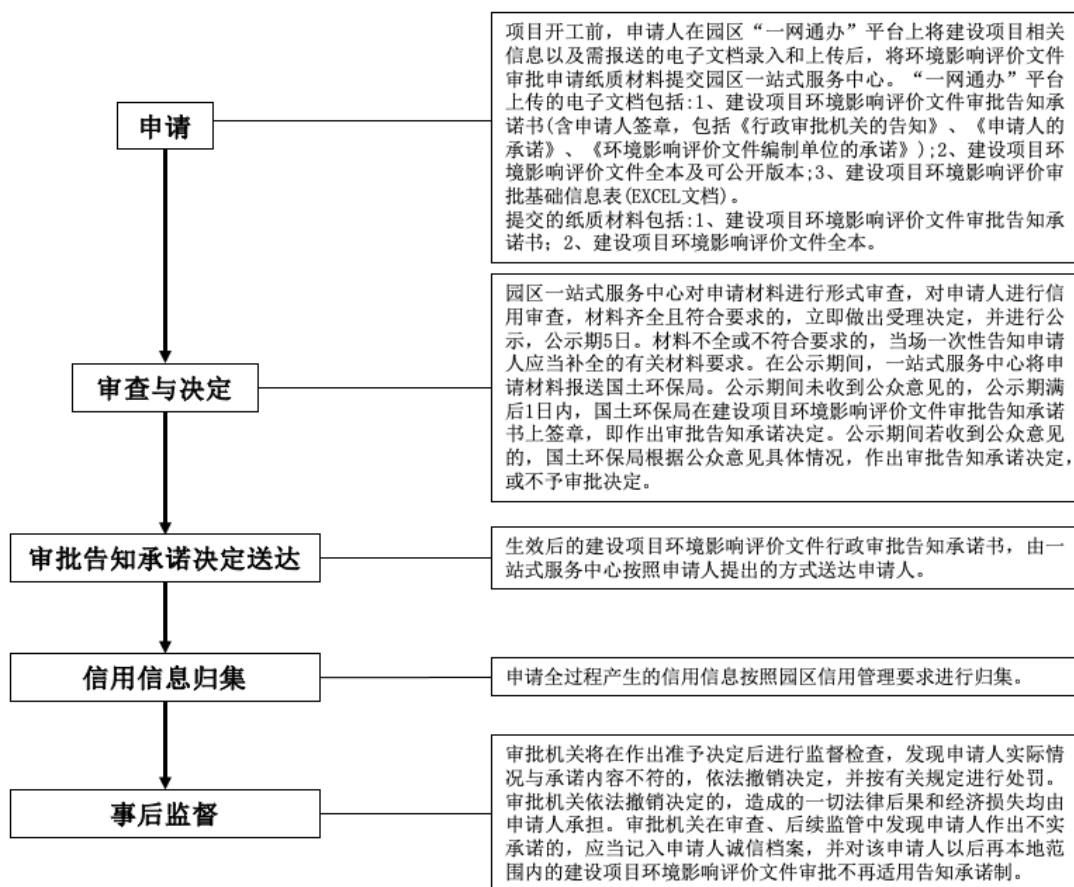 申请
项目开工前，申请人在园区“一网通办”平台上将建设项目相关
信息以及需报送的电子文档录入和上传后，将环境影响评价文件
审批申请纸质材料提交园区一站式服务中心。“一网通办”平台
上传的电子文档包括:1、建设项目环境影响评价文件审批告知承
诺书(含申请人签章，包括《行政审批机关的告知》、《申请人的
承诺》、《环境影响评价文件编制单位的承诺》);2、建设项目环
境影响评价文件全本及可公开版本;3、建设项目环境影响评价审
批基础信息表(EXCEL文档)。
提交的纸质材料包括:1、建设项目环境影响评价文件审批告知承
诺书；2、建设项目环境影响评价文件全本。
审查与决定
园区一站式服务中心对申请材料进行形式审查，对申请人进行信
用审查，材料齐全且符合要求的，立即做出受理决定，并进行公
示，公示期5日。材料不全或不符合要求的，当场一次性告知申请
人应当补全的有关材料要求。在公示期间，一站式服务中心将申
请材料报送国土环保局。公示期间未收到公众意见的，公示期满
后1日内，国土环保局在建设项目环境影响评价文件审批告知承诺
书上签章，即作出审批告知承诺决定。公示期间若收到公众意见
的，国土环保局根据公众意见具体情况，作出审批告知承诺决定，
或不予审批决定。
审批告知承诺决定送达
生效后的建设项目环境影响评价文件行政审批告知承诺书，由一
站式服务中心按照申请人提出的方式送达申请人。
信用信息归集
申请全过程产生的信用信息按照园区信用管理要求进行归集。
事后监督
审批机关将在作出准予决定后进行监督检查，发现申请人实际情
况与承诺内容不符的，依法撤销决定，并按有关规定进行处罚。
审批机关依法撤销决定的，造成的一切法律后果和经济损失均由
申请人承担。审批机关在审查、后续监管中发现申请人作出不实
承诺的，应当记入申请人诚信档案，并对该申请人以后再本地范
围内的建设项目环境影响评价文件审批不再适用告知承诺制。